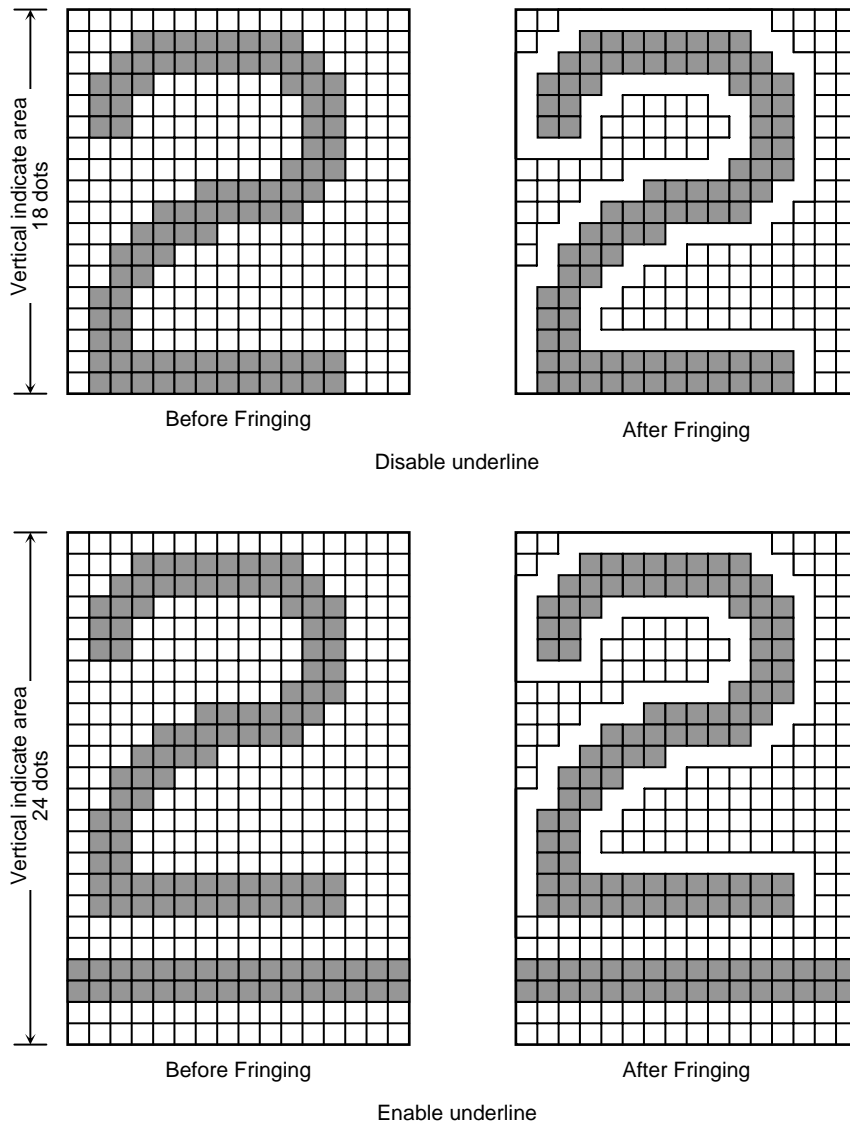 Vertical indicate area
18 dots
Before Fringing
After Fringing
Disable underline
Vertical indicate area
24 dots
Before Fringing
After Fringing
Enable underline